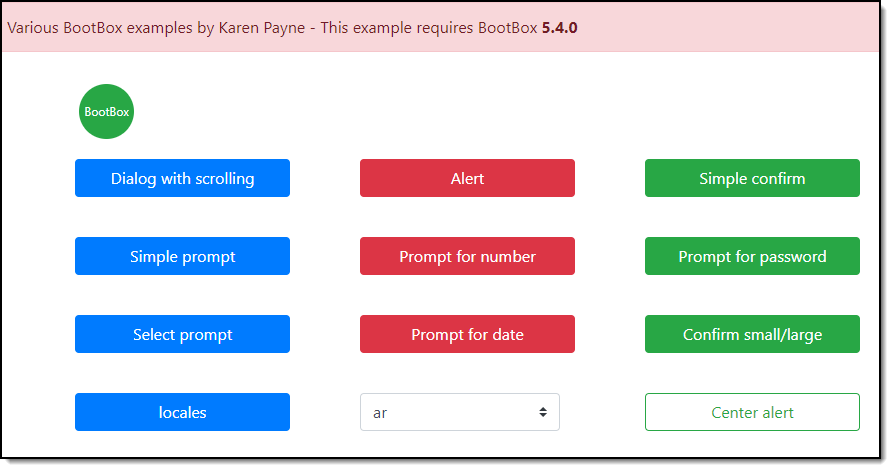 Various BootBox examples by Karen Payne - This example requires BootBox 5.4.0
BootBox
Dialog with scrolling
Alert
Simple confirm
Simple prompt
Prompt for number
Prompt for password
Select prompt
Prompt for date
Confirm small/large
locales
ar
Center alert